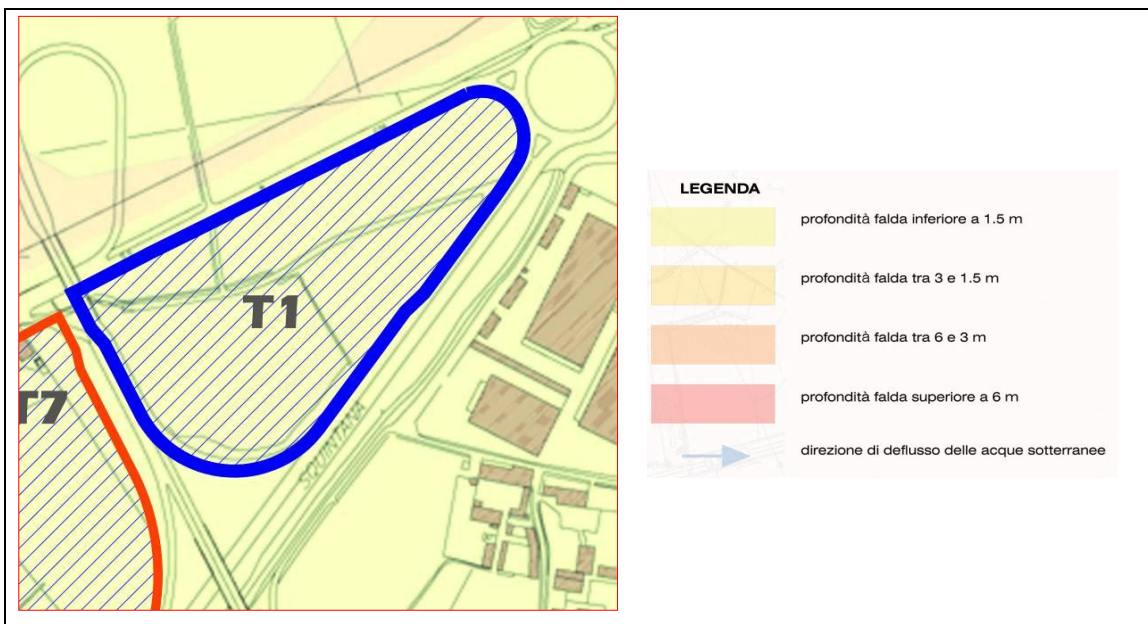 T1
T7
SQUINTANA
LEGENDA
profondità falda inferiore a 1.5 m
profondità falda tra 3 e 1.5 m
profondità falda tra 6 e 3 m
profondità falda superiore a 6 m
direzione di deflusso delle acque sotterranee